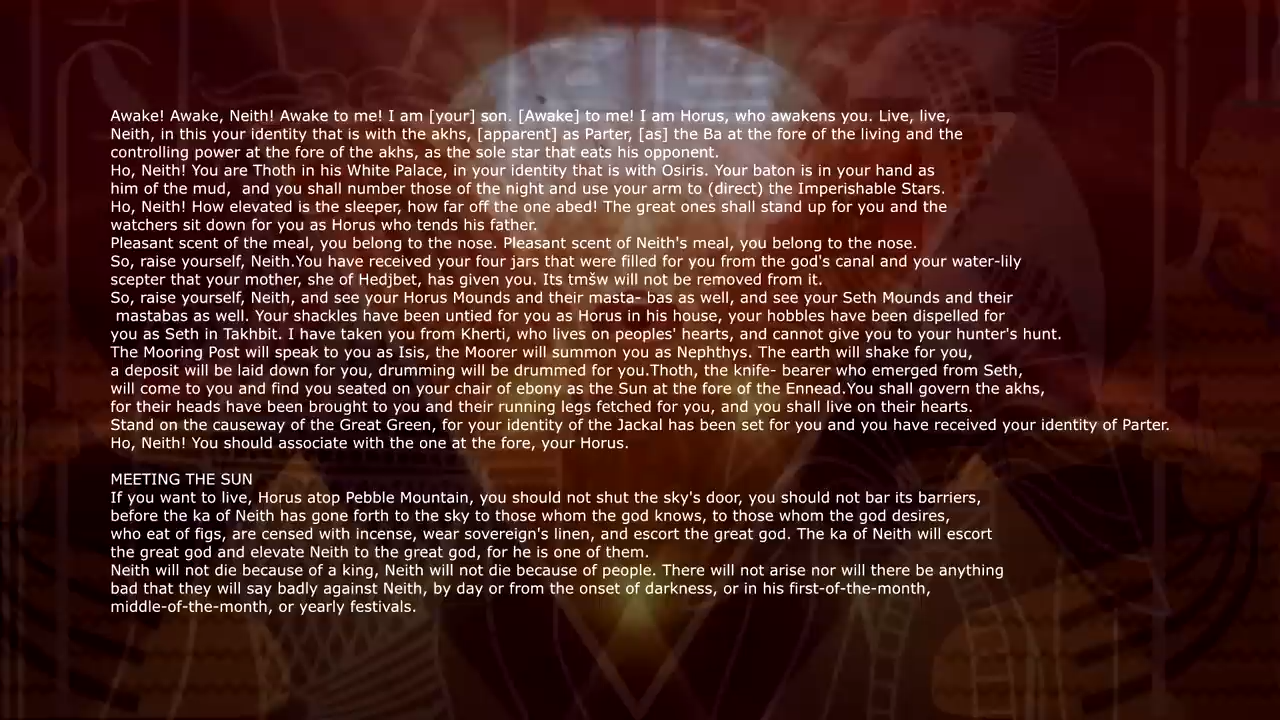 Awake! Awake, Neith! Awake to me! I am [your] son. [Awake] to me! I am Horus, who awakens you. Live, live,
Neith, in this your identity that is with the akhs, [apparent] as Parter, [as] the Ba at the fore of the living and the
controlling power at the fore of the akhs, as the sole star that eats his opponent.
Ho, Neith! You are Thoth in his White Palace, in your identity that is with Osiris. Your baton is in your hand as
him of the mud,  and you shall number those of the night and use your arm to (direct) the Imperishable Stars.
Ho, Neith! How elevated is the sleeper, how far off the one abed! The great ones shall stand up for you and the
watchers sit down for you as Horus who tends his father.
Pleasant scent of the meal, you belong to the nose. Pleasant scent of Neith's meal, you belong to the nose.
So, raise yourself, Neith.You have received your four jars that were filled for you from the god's canal and your water-lily
scepter that your mother, she of Hedjbet, has given you. Its tmšw will not be removed from it.
So, raise yourself, Neith, and see your Horus Mounds and their masta- bas as well, and see your Seth Mounds and their
 mastabas as well. Your shackles have been untied for you as Horus in his house, your hobbles have been dispelled for
you as Seth in Takhbit. I have taken you from Kherti, who lives on peoples' hearts, and cannot give you to your hunter's hunt.
The Mooring Post will speak to you as Isis, the Moorer will summon you as Nephthys. The earth will shake for you,
a deposit will be laid down for you, drumming will be drummed for you.Thoth, the knife- bearer who emerged from Seth,
will come to you and find you seated on your chair of ebony as the Sun at the fore of the Ennead.You shall govern the akhs,
for their heads have been brought to you and their running legs fetched for you, and you shall live on their hearts.
Stand on the causeway of the Great Green, for your identity of the Jackal has been set for you and you have received your identity of Parter.
Ho, Neith! You should associate with the one at the fore, your Horus.

MEETING THE SUN
If you want to live, Horus atop Pebble Mountain, you should not shut the sky's door, you should not bar its barriers,
before the ka of Neith has gone forth to the sky to those whom the god knows, to those whom the god desires,
who eat of figs, are censed with incense, wear sovereign's linen, and escort the great god. The ka of Neith will escort
the great god and elevate Neith to the great god, for he is one of them.
Neith will not die because of a king, Neith will not die because of people. There will not arise nor will there be anything
bad that they will say badly against Neith, by day or from the onset of darkness, or in his first-of-the-month,
middle-of-the-month, or yearly festivals.